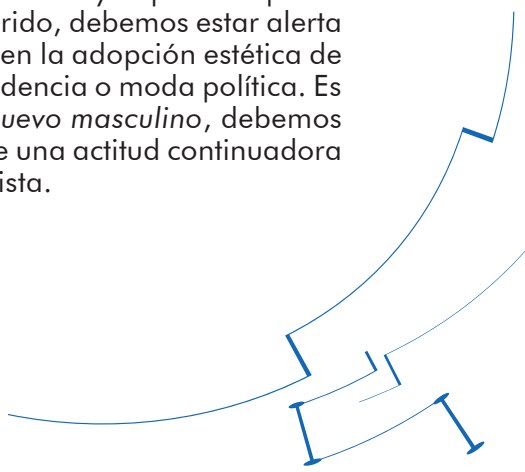 rido, debemos estar alerta
en la adopción estética de
dencia o moda política. Es
uevo masculino, debemos
e una actitud continuadora
ista.